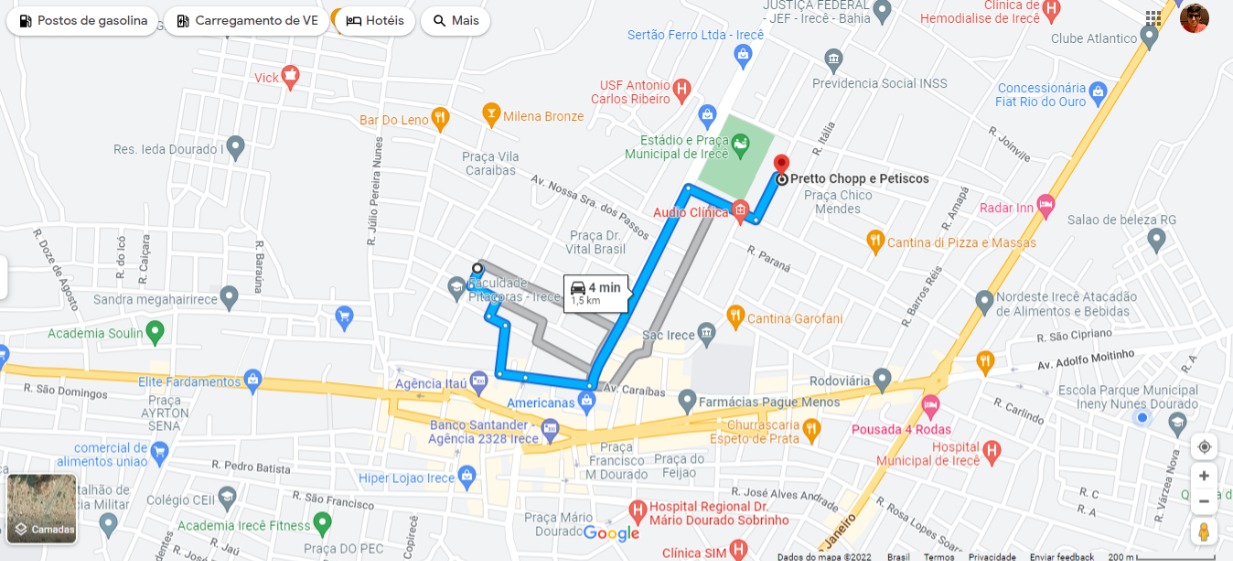 Postos de gasolina
Carregamento de VE
Hotéis
Mais
JUSTIÇA FEDERAL
- JEF - Irecê - Bahia
Clinica de
Hemodialise de Irecê
Clube Atlantico
Sertão Ferro Ltda - Irecê
Vick
USF Antonio
Carlos Ribeiro
Previdencia Social INSS
Concessionária
Fiat Rio do Ouro
Bar Do Leno
Milena Bronze
Res. Ieda Dourado I
R. Júlio Pereira Nunes
Praça Vila
Caraibas
Estádio e Praça
Municipal de Irecê
R. Itália
R. Joinvile
Av. Nossa Sra. dos Passos
Pretto Chopp e Petiscos
Praça Chico
Mendes
R. Amapá
Radar Inn
Audio Clínica
Salao de beleza RG
Praça Dr.
Vital Brasil
R. Paraná
Cantina di Pizza e Massas
R. Doze de Agosto
R. do Icó
R. Caiçara
R. Baraúna
Faculdade
Pitágoras - Irecê
4 min
1,5 km
R. Barros Réis
Sandra megahairirece
Nordeste Irecê Atacadão
de Alimentos e Bebidas
Academia Soulin
Cantina Garofani
Sac Irece
R. São Cipriano
Av. Adolfo Moitinho
R. A
R. São Domingos
Elite Fardamentos
Agência Itaú
Av. Caraíbas
Rodoviária
Escola Parque Municipal
Ineny Nunes Dourado
Praça
AYRTON
SENA
Americanas
Farmácias Pague Menos
R. Carlindo
Banco Santander -
Agência 2328 Irece
Churrascaria
Espeto de Prata
Pousada 4 Rodas
comercial de
alimentos uniao
R. Pedro Batista
Praça
Francisco
M Dourado
Praça do
Feijao
Hospital
Municipal de Irecê
R. Várzea Nova
Hiper Lojao Irece
Colégio CEII
R. São Francisco
R. José Alves Andrade
R. C
R. A
Camadas
Academia Irecê Fitness
Copirecê
Praça Mário
Dourado
Hospital Regional Dr.
Mário Dourado Sobrinho
R. Rosa Lopes Soar
Janeiro
R. Jaú
Praça DO PEC
Google
Clínica SIM
Dados do mapa ©2022
Brasil
Termos
Privacidade
Enviar feedback
200 m